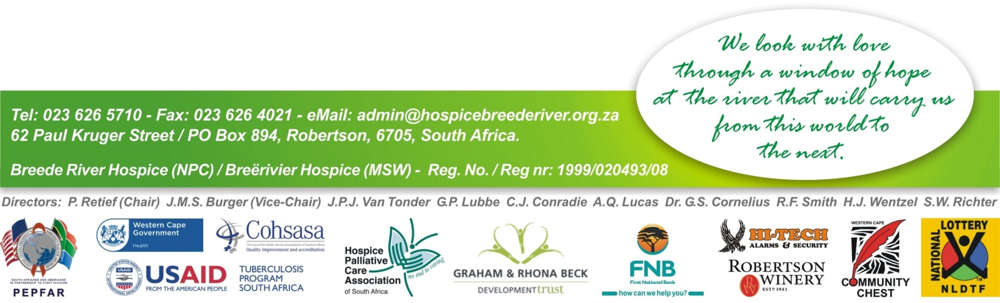 We look with love
through a window of hope
at the river that will carry us
from this world to
the next.
Tel: 023 626 5710 - Fax: 023 626 4021 - eMail: admin@hospicebreederiver.org.za
62 Paul Kruger Street / PO Box 894, Robertson, 6705, South Africa.
Breede River Hospice (NPC) / Breërivier Hospice (MSW) - Reg. No. / Reg nr: 1999/020493/08
Directors: P. Retief (Chair) J.M.S. Burger (Vice-Chair) J.P.J. Van Tonder G.P. Lubbe C.J. Conradie A.Q. Lucas Dr. G.S. Cornelius R.F. Smith H.J. Wentzel S.W. Richter
SOUTH AFRICANS AND AMERICANS
IN PARTNERSHIP TO FIGHT HIV/AIDS
PEPFAR
Western Cape
Government
Health
USAID
USAID
FROM THE AMERICAN PEOPLE
Cohsasa
The Council for Health Service Accreditation of Southern Africa
Quality improvement and accreditation
TUBERCULOSIS
PROGRAM
SOUTH AFRICA
Hospice
Palliative
Care
Association
of South Africa
no end to caring
GRAHAM & RHONA BECK
DEVELOPMENT trust
FNB
First National Bank
how can we help you?
HI-TECH
ALARMS & SECURITY
ROBERTSON
WINERY
RW
ESTD 1941
WESTERN CAPE
COMMUNITY
CHEST
NATIONAL
LOTTERY
TM
NLDTF